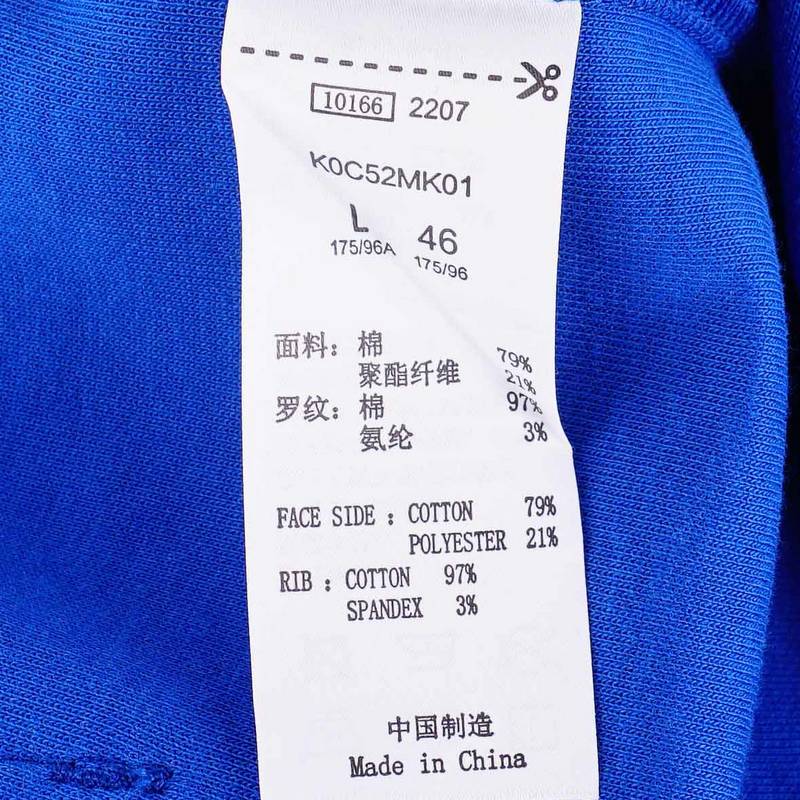 10166 2207
K0C52MK01
L 46
175/96A 175/96
面料: 棉 79%
聚酯纤维 21%
罗纹: 棉 97%
氨纶 3%
FACE SIDE : COTTON 79%
POLYESTER 21%
RIB : COTTON 97%
SPANDEX 3%
中国制造
Made in China